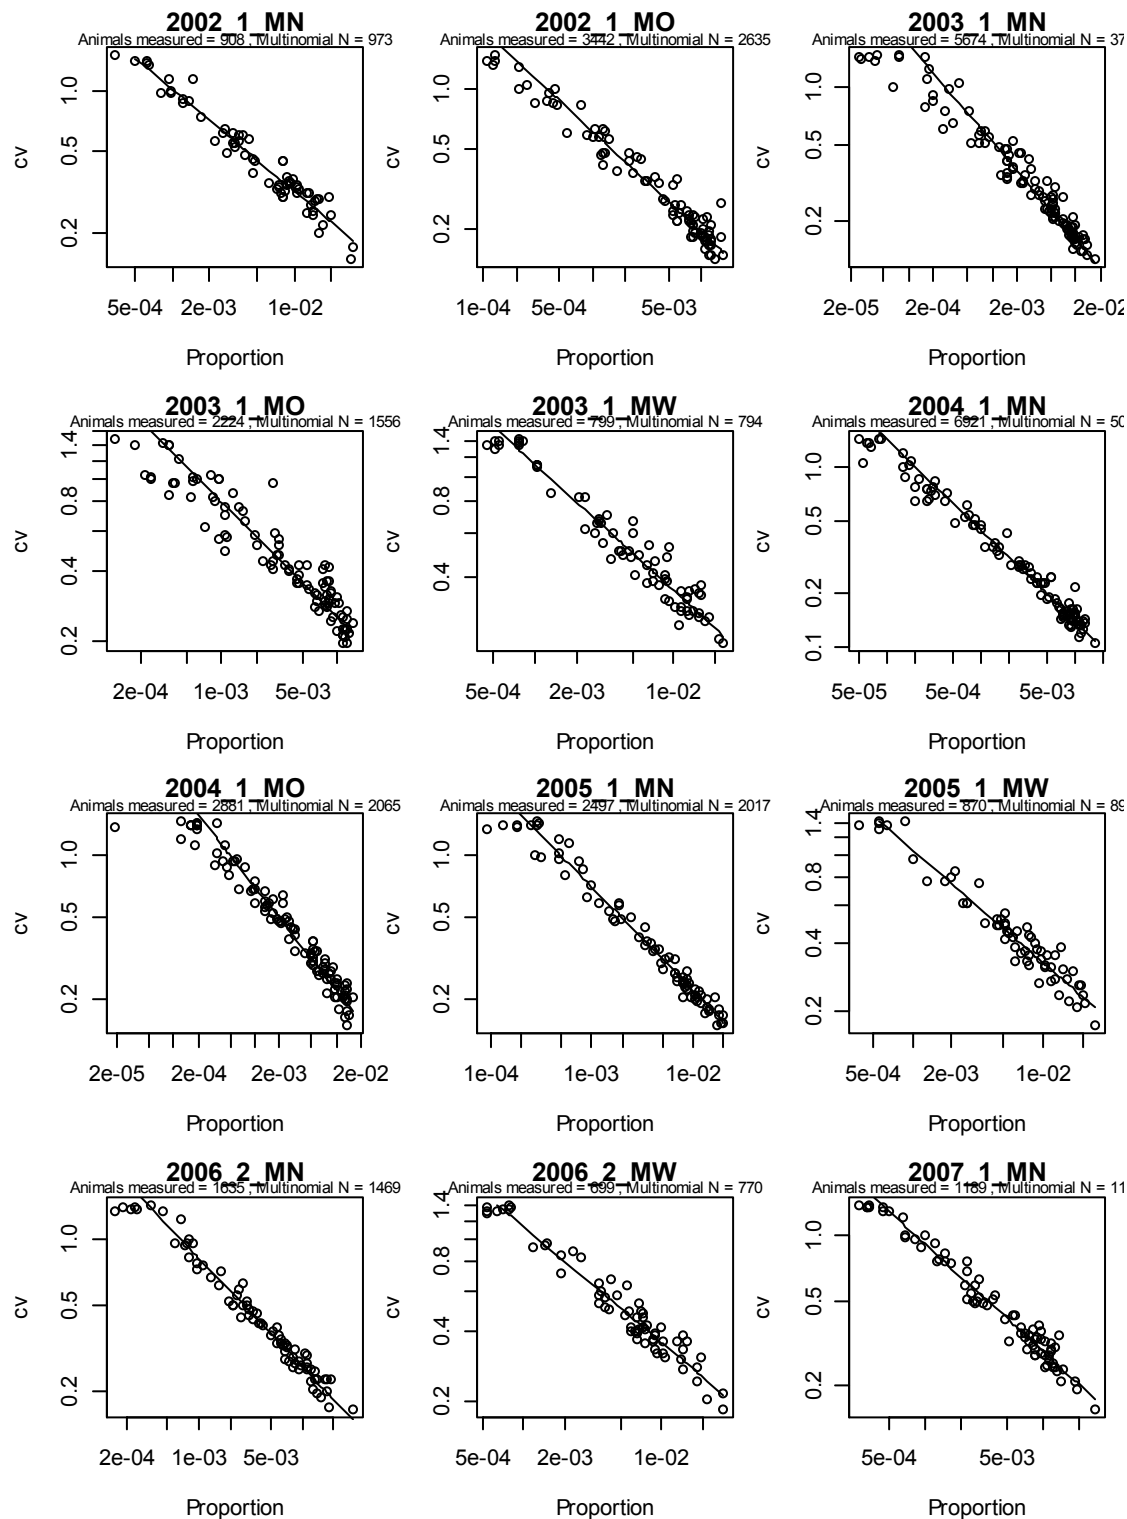 2002_1_MN
Animals measured = 908 , Multinomial N = 973
cv
1.0
0.5
0.2
5e-04 2e-03 1e-02
Proportion
2002_1_MO
Animals measured = 3442 , Multinomial N = 2635
cv
1.0
0.5
0.2
1e-04 5e-04 5e-03
Proportion
2003_1_MN
Animals measured = 5674 , Multinomial N = 37
cv
1.0
0.5
0.2
2e-05 2e-04 2e-03 2e-02
Proportion
2003_1_MO
Animals measured = 2224 , Multinomial N = 1556
cv
1.4
0.8
0.4
0.2
2e-04 1e-03 5e-03
Proportion
2003_1_MW
Animals measured = 799 , Multinomial N = 794
cv
1.4
0.8
0.4
5e-04 2e-03 1e-02
Proportion
2004_1_MN
Animals measured = 6921 , Multinomial N = 50
cv
1.0
0.5
0.2
0.1
5e-05 5e-04 5e-03
Proportion
2004_1_MO
Animals measured = 2881 , Multinomial N = 2065
cv
1.0
0.5
0.2
2e-05 2e-04 2e-03 2e-02
Proportion
2005_1_MN
Animals measured = 2497 , Multinomial N = 2017
cv
1.0
0.5
0.2
1e-04 1e-03 1e-02
Proportion
2005_1_MW
Animals measured = 870 , Multinomial N = 89
cv
1.4
0.8
0.4
0.2
5e-04 2e-03 1e-02
Proportion
2006_2_MN
Animals measured = 1635 , Multinomial N = 1469
cv
1.0
0.5
0.2
2e-04 1e-03 5e-03
Proportion
2006_2_MW
Animals measured = 699 , Multinomial N = 770
cv
1.4
0.8
0.4
0.2
5e-04 2e-03 1e-02
Proportion
2007_1_MN
Animals measured = 1189 , Multinomial N = 11
cv
1.0
0.5
0.2
5e-04 5e-03
Proportion